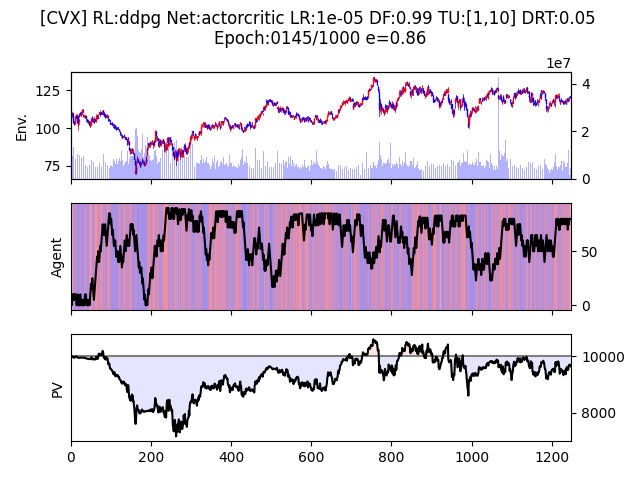 [CVX] RL:ddpg Net:actorcritic LR:1e-05 DF:0.99 TU:[1,10] DRT:0.05
Epoch:0145/1000 e=0.86
1e7
125
100
75
Env.
4
2
0
Agent
50
0
PV
10000
8000
0
200
400
600
800
1000
1200